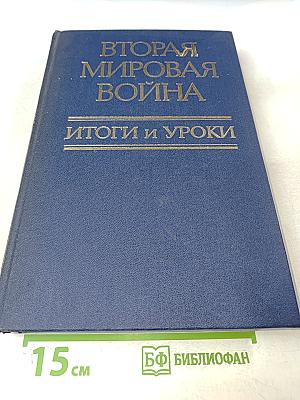 ВТОРАЯ
МИРОВАЯ
ВОЙНА
ИТОГИ и УРОКИ
15 см
БФ БИБЛИОФАН